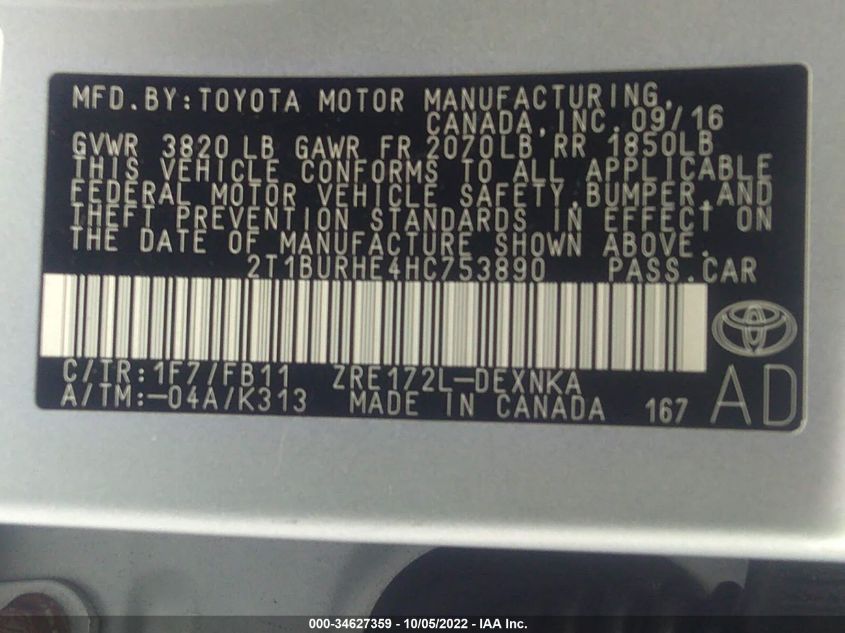 MFD.BY:TOYOTA MOTOR MANUFACTURING,
CANADA,INC.09/16
GVWR 3820 LB GAWR FR 2070LB RR 1850LB
THIS VEHICLE CONFORMS TO ALL APPLICABLE
FEDERAL MOTOR VEHICLE SAFETY,BUMPER,AND
THEFT PREVENTION STANDARDS IN EFFECT ON
THE DATE OF MANUFACTURE SHOWN ABOVE.
2T1BURHE4HC753890 PASS.CAR
C/TR:1F7/FB11 ZRE172L-DEXNKA
A/TM:-04A/K313 MADE IN CANADA 167 AD
000-34627359 - 10/05/2022 - IAA Inc.